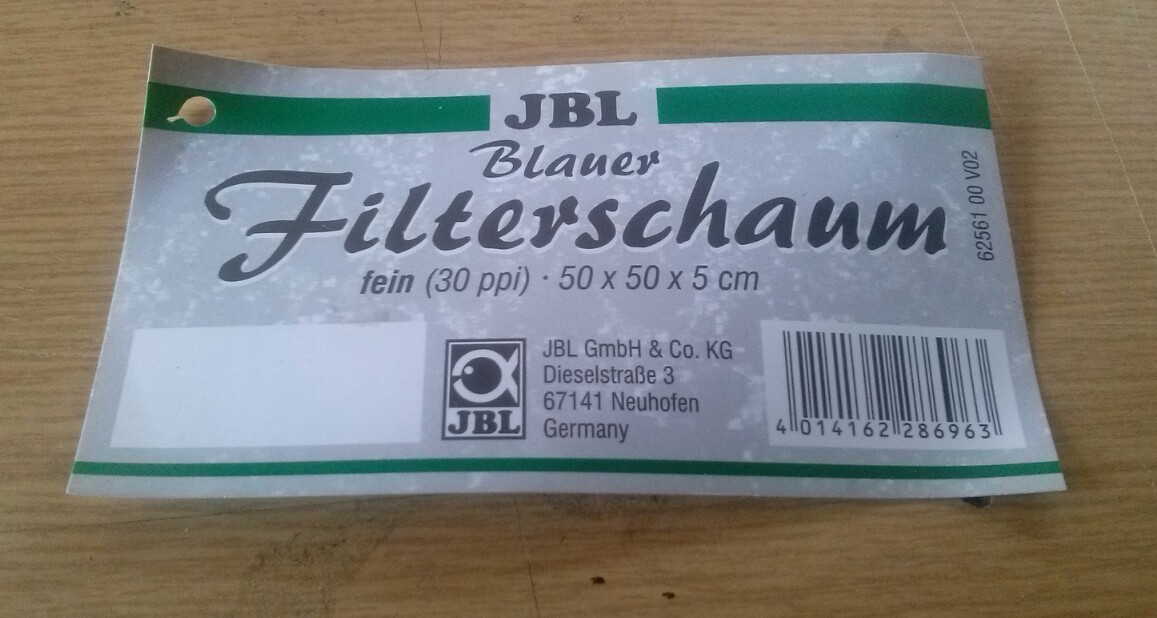 JBL
Blauer
Filterschaum
fein (30 ppi) · 50 x 50 x 5 cm
62561 00 V02
JBL
JBL GmbH & Co. KG
Dieselstraße 3
67141 Neuhofen
Germany
4 014162 286963